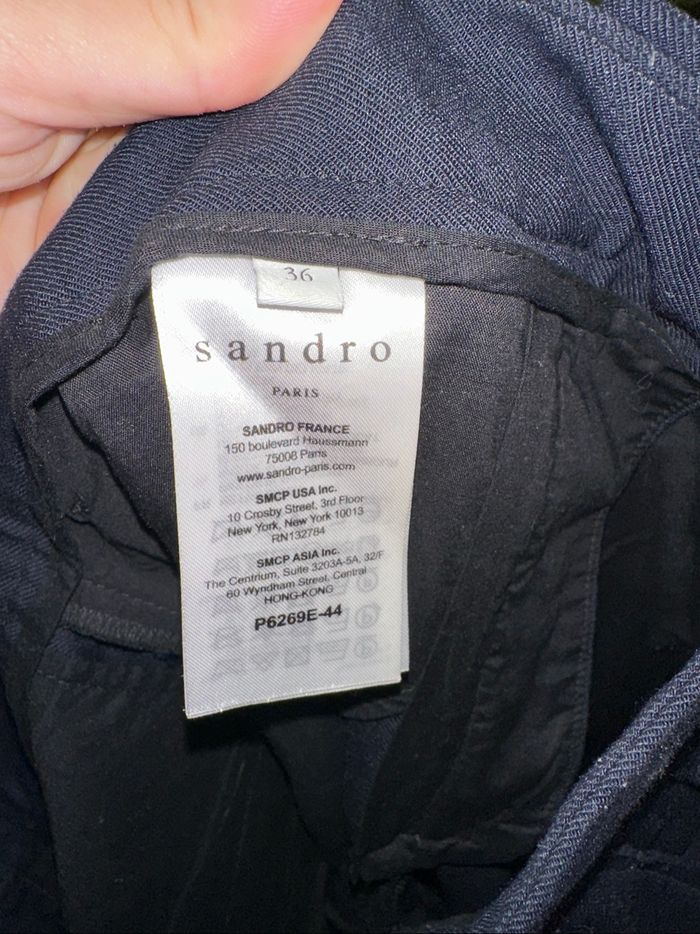 36
sandro
PARIS
SANDRO FRANCE
150 boulevard Haussmann
75008 Paris
www.sandro-paris.com
SMCP USA Inc.
10 Crosby Street, 3rd Floor
New York, New York 10013
RN132784
SMCP ASIA Inc.
The Centrium, Suite 3203A-5A, 32/F
60 Wyndham Street, Central
HONG-KONG
P6269E-44